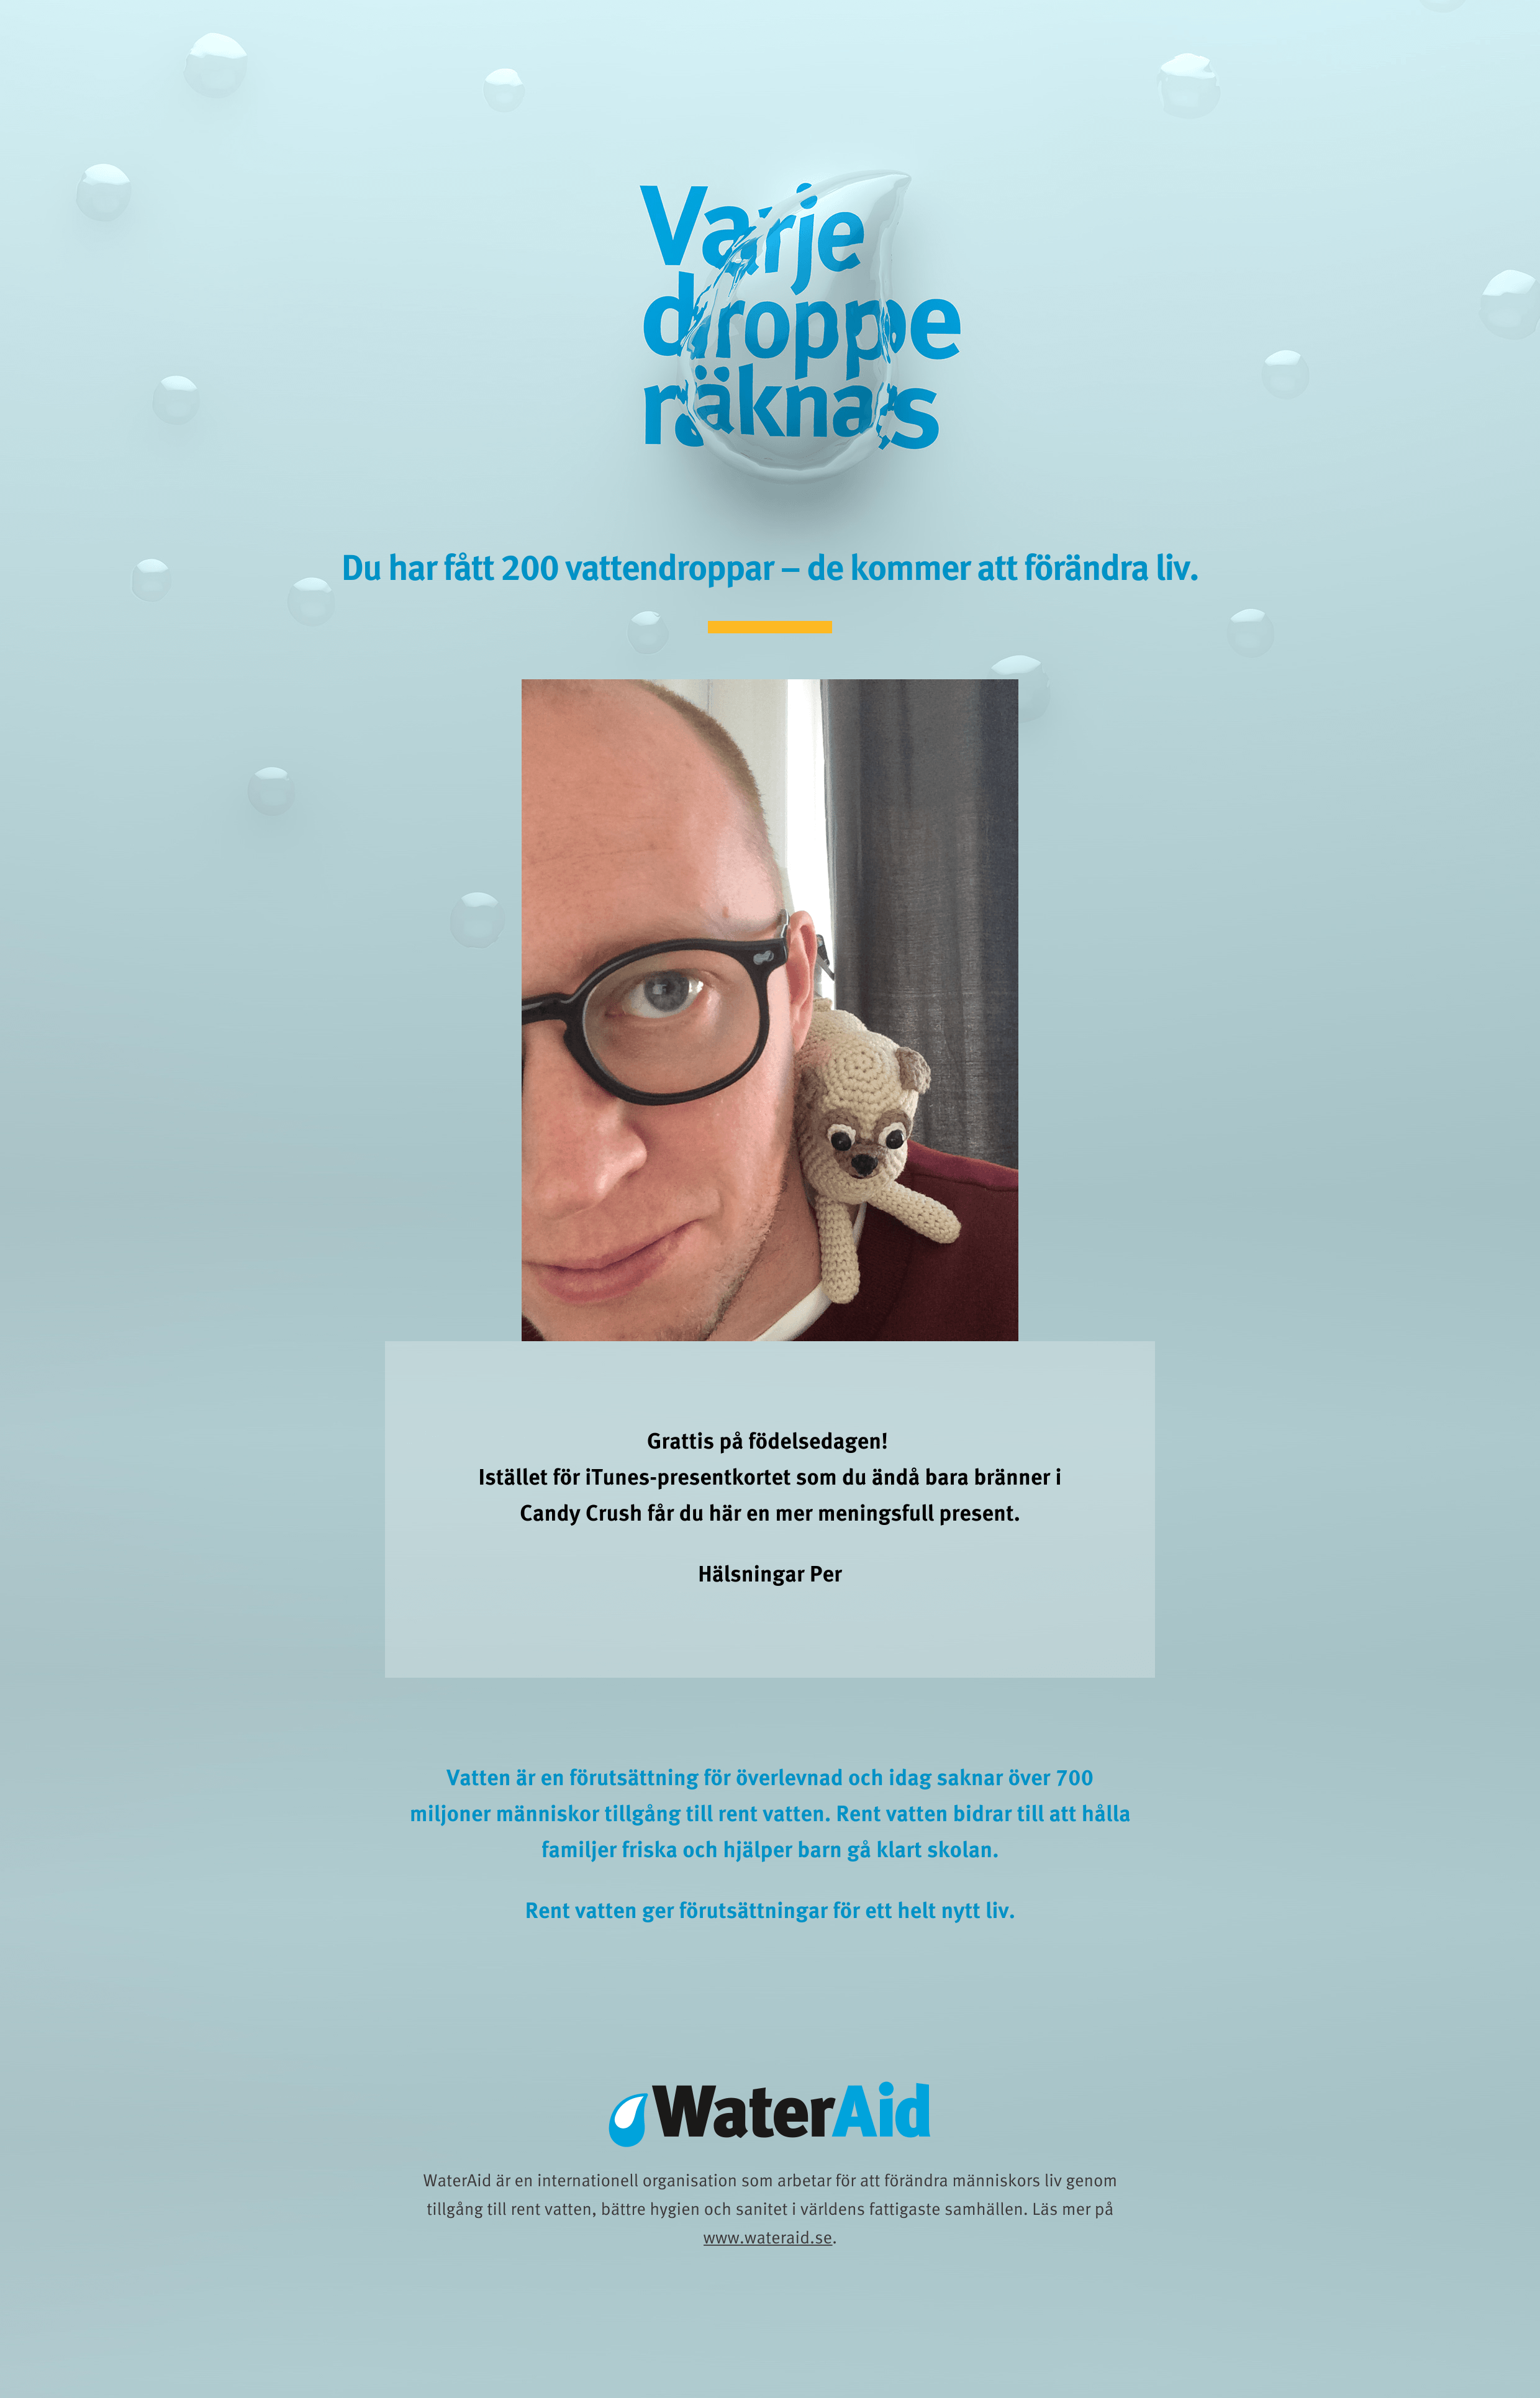 Varje
droppe
räknas
Du har fått 200 vattendroppar – de kommer att förändra liv.
Grattis på födelsedagen!
Istället för iTunes-presentkortet som du ändå bara bränner i
Candy Crush får du här en mer meningsfull present.
Hälsningar Per
Vatten är en förutsättning för överlevnad och idag saknar över 700
miljoner människor tillgång till rent vatten. Rent vatten bidrar till att hålla
familjer friska och hjälper barn gå klart skolan.
Rent vatten ger förutsättningar för ett helt nytt liv.
WaterAid
WaterAid är en internationell organisation som arbetar för att förändra människors liv genom
tillgång till rent vatten, bättre hygien och sanitet i världens fattigaste samhällen. Läs mer på
www.wateraid.se.